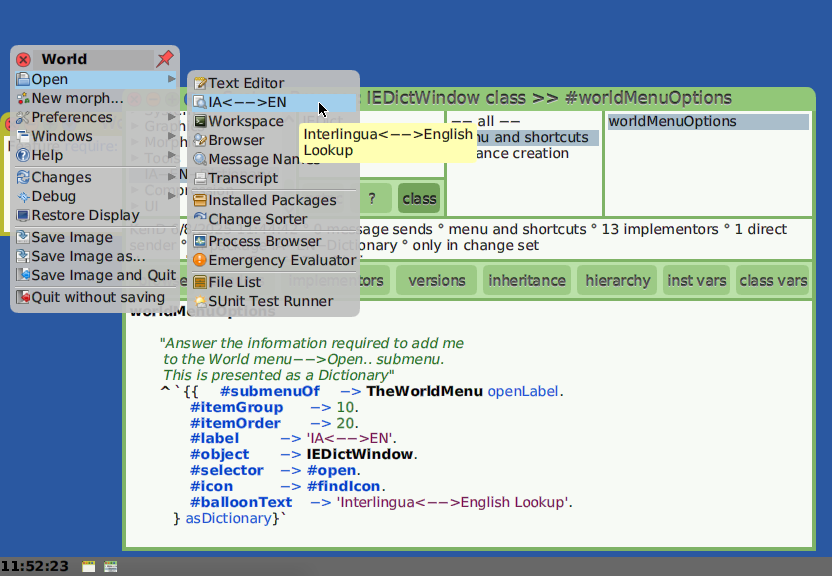 World
Open
New morph...
Preferences
Windows
Help
Changes
Debug
Restore Display
Save Image
Save Image as...
Save Image and Quit
Quit without saving
Text Editor
IA<——>EN
Workspace
Browser
Message Names
Transcript
Installed Packages
Change Sorter
Process Browser
Emergency Evaluator
File List
SUnit Test Runner
Interlingua<——>English
Lookup
IEDictWindow class >> #worldMenuOptions
—— all ——
nu and shortcuts
ance creation
worldMenuOptions
?
class
message sends ° menu and shortcuts ° 13 implementors ° 1 direct
sender ° Dictionary ° only in change set
implementors
versions
inheritance
hierarchy
inst vars
class vars
worldMenuOptions
"Answer the information required to add me
to the World menu——>Open.. submenu.
This is presented as a Dictionary"
^ `{{ #submenuOf —> TheWorldMenu openLabel.
#itemGroup —> 10.
#itemOrder —> 20.
#label —> 'IA<——>EN'.
#object —> IEDictWindow.
#selector —> #open.
#icon —> #findIcon.
#balloonText —> 'Interlingua<——>English Lookup'.
} asDictionary}`
11:52:23